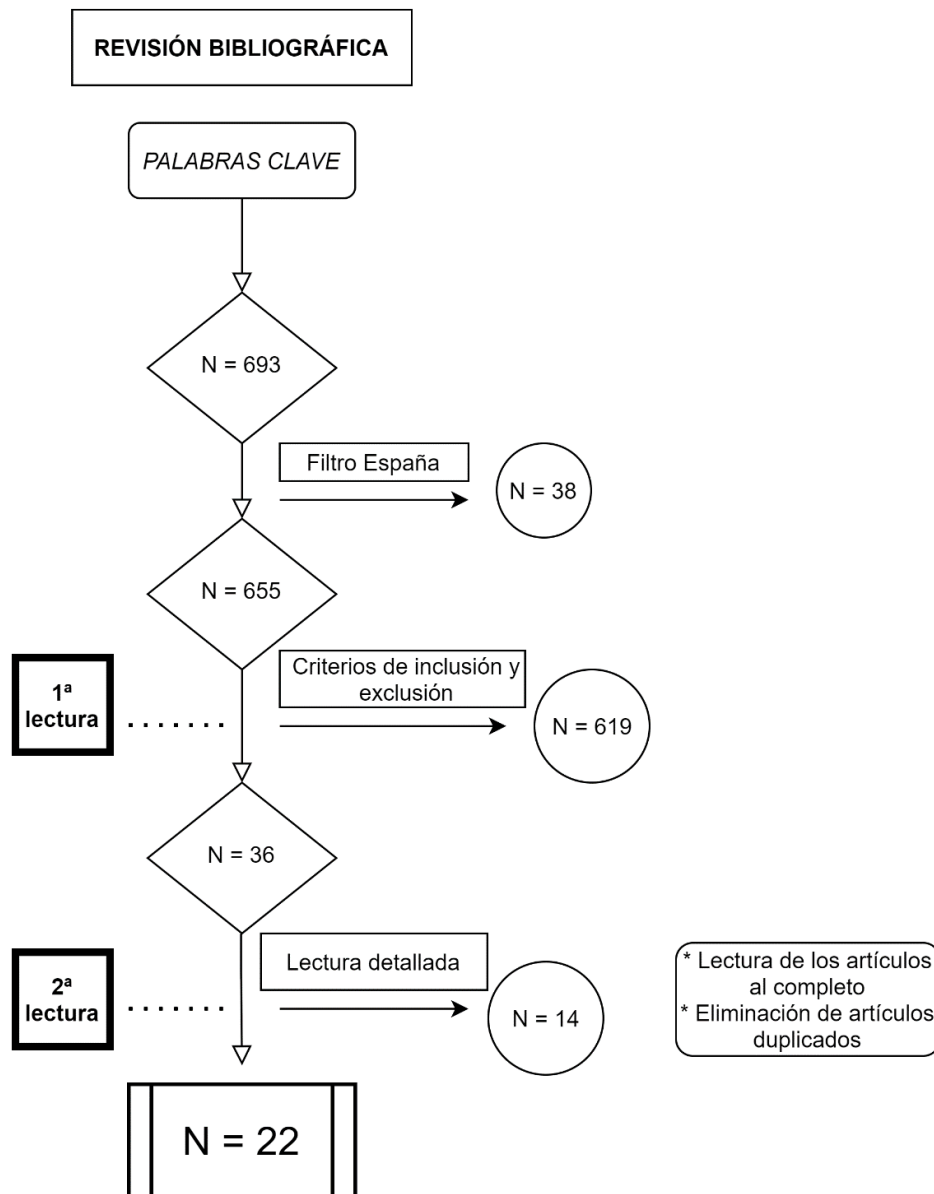 REVISIÓN BIBLIOGRÁFICA
PALABRAS CLAVE
N = 693
Filtro España
N = 38
N = 655
1ª
lectura
Criterios de inclusión y
exclusión
N = 619
N = 36
2ª
lectura
Lectura detallada
N = 14
* Lectura de los artículos
al completo
* Eliminación de artículos
duplicados
N = 22